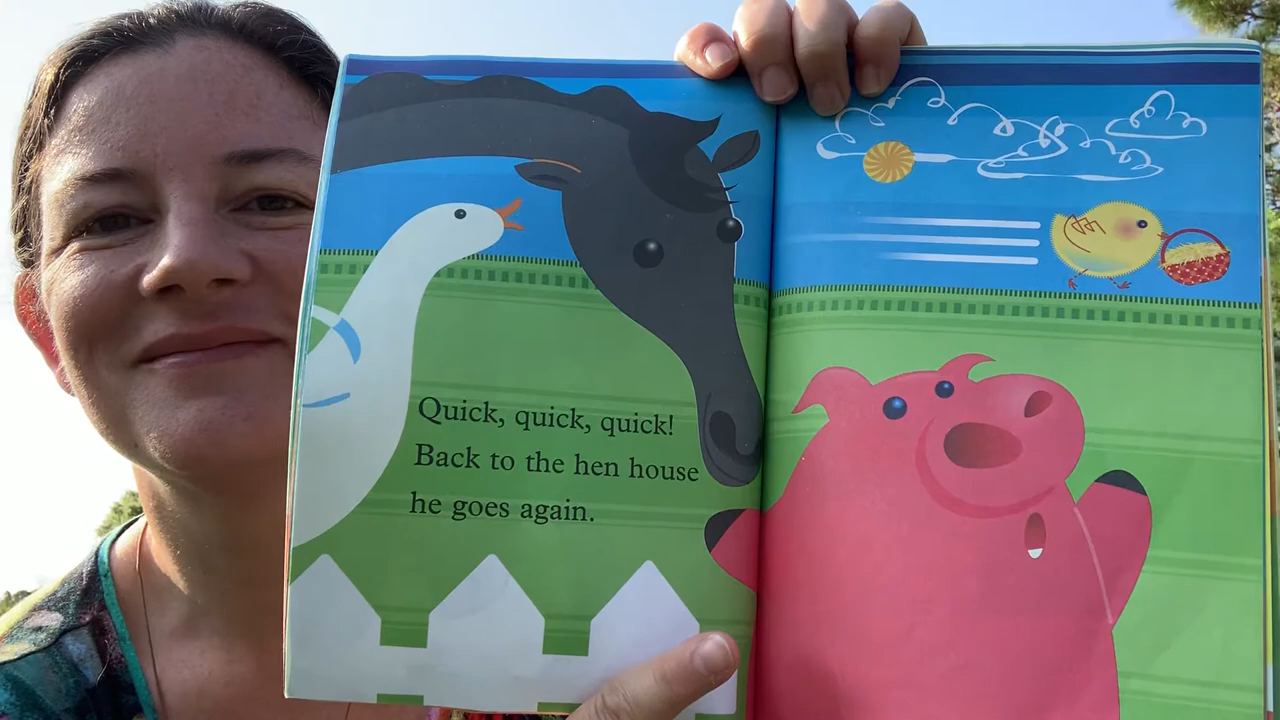 Quick, quick, quick!
Back to the hen house
he goes again.